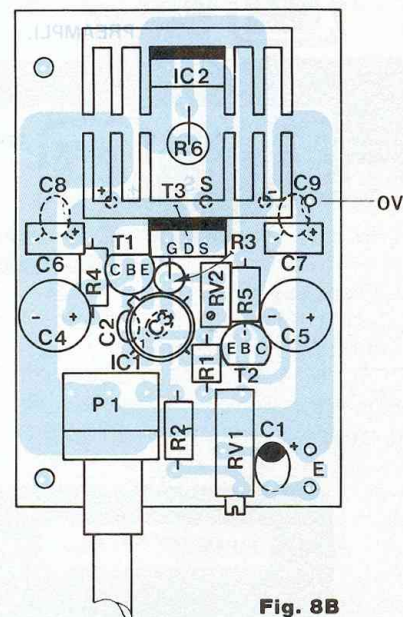 PREAMPLI.
IC2
R6
C8
T3
S
C9
+
S
-
0V
C6
+
T1
G D S
R3
+
C7
R4
C B E
RV2
R5
C4
- +
C2
C3
IC1
R1
E B C
- +
C5
T2
P1
R2
RV1
C1
+
E
Fig. 8B